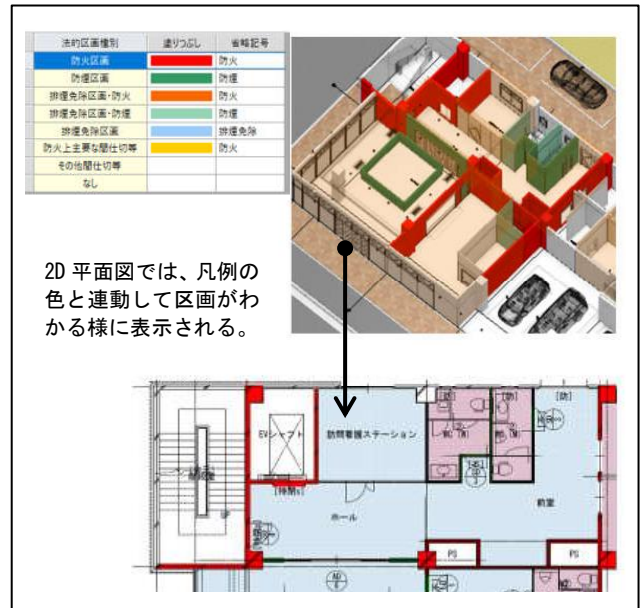 法的区画種別 塗りつぶし 省略記号
防火区画 防火
防煙区画 防煙
排煙免除区画・防火 防火
排煙免除区画・防煙 防煙
排煙免除区画 排煙免除
防火上主要な間仕切等 防火
その他間仕切等
なし
2D 平面図では、凡例の
色と連動して区画がわ
かる様に表示される。
[防] [防] [防]
EVシャフト 訪問看護ステーション
ホール
前室
PS PS